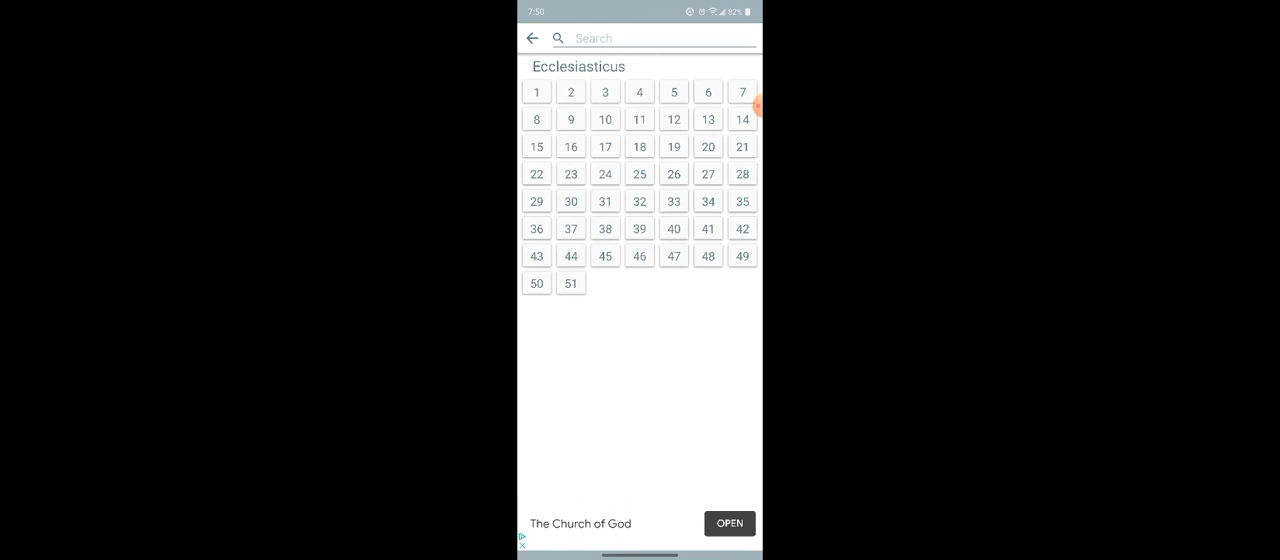 7:50 82%
Search
Ecclesiasticus
1 2 3 4 5 6 7
8 9 10 11 12 13 14
15 16 17 18 19 20 21
22 23 24 25 26 27 28
29 30 31 32 33 34 35
36 37 38 39 40 41 42
43 44 45 46 47 48 49
50 51
The Church of God OPEN